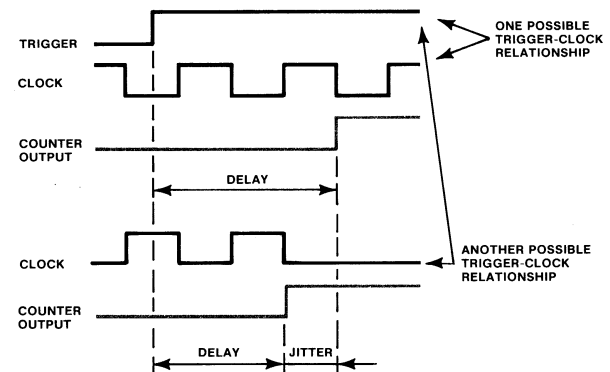 ONE POSSIBLE
TRIGGER-CLOCK
RELATIONSHIP
TRIGGER
CLOCK
COUNTER
OUTPUT
DELAY
CLOCK
ANOTHER POSSIBLE
TRIGGER-CLOCK
RELATIONSHIP
COUNTER
OUTPUT
DELAY
JITTER